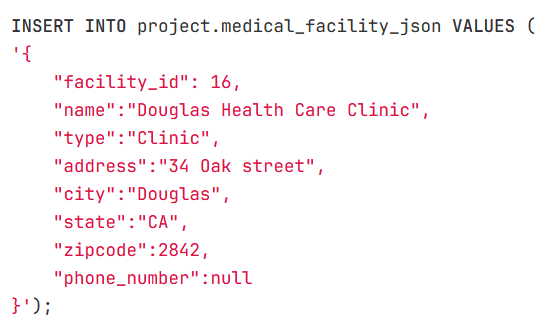 INSERT INTO project.medical_facility_json VALUES (
'{
    "facility_id": 16,
    "name":"Douglas Health Care Clinic",
    "type":"Clinic",
    "address":"34 Oak street",
    "city":"Douglas",
    "state":"CA",
    "zipcode":2842,
    "phone_number":null
}');